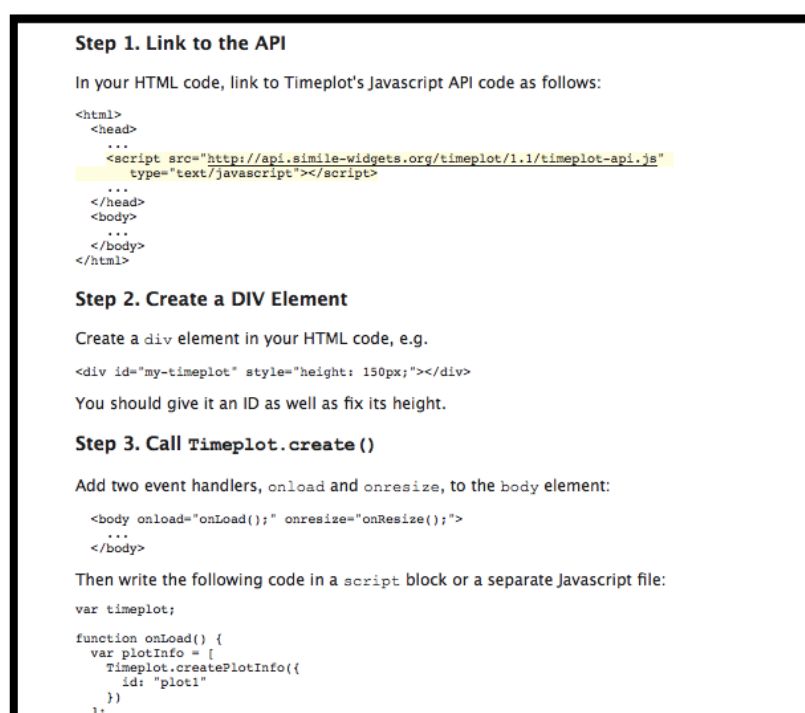 Step 1. Link to the API
In your HTML code, link to Timeplot's Javascript API code as follows:
<html>
  <head>
    ...
    <script src="http://api.simile-widgets.org/timeplot/1.1/timeplot-api.js"
       type="text/javascript"></script>
    ...
  </head>
  <body>
    ...
  </body>
</html>
Step 2. Create a DIV Element
Create a div element in your HTML code, e.g.
<div id="my-timeplot" style="height: 150px;"></div>
You should give it an ID as well as fix its height.
Step 3. Call Timeplot.create()
Add two event handlers, onload and onresize, to the body element:
  <body onload="onLoad();" onresize="onResize();">
    ...
  </body>
Then write the following code in a script block or a separate Javascript file:
var timeplot;
function onLoad() {
  var plotInfo = [
    Timeplot.createPlotInfo({
      id: "plot1"
    })
  ];